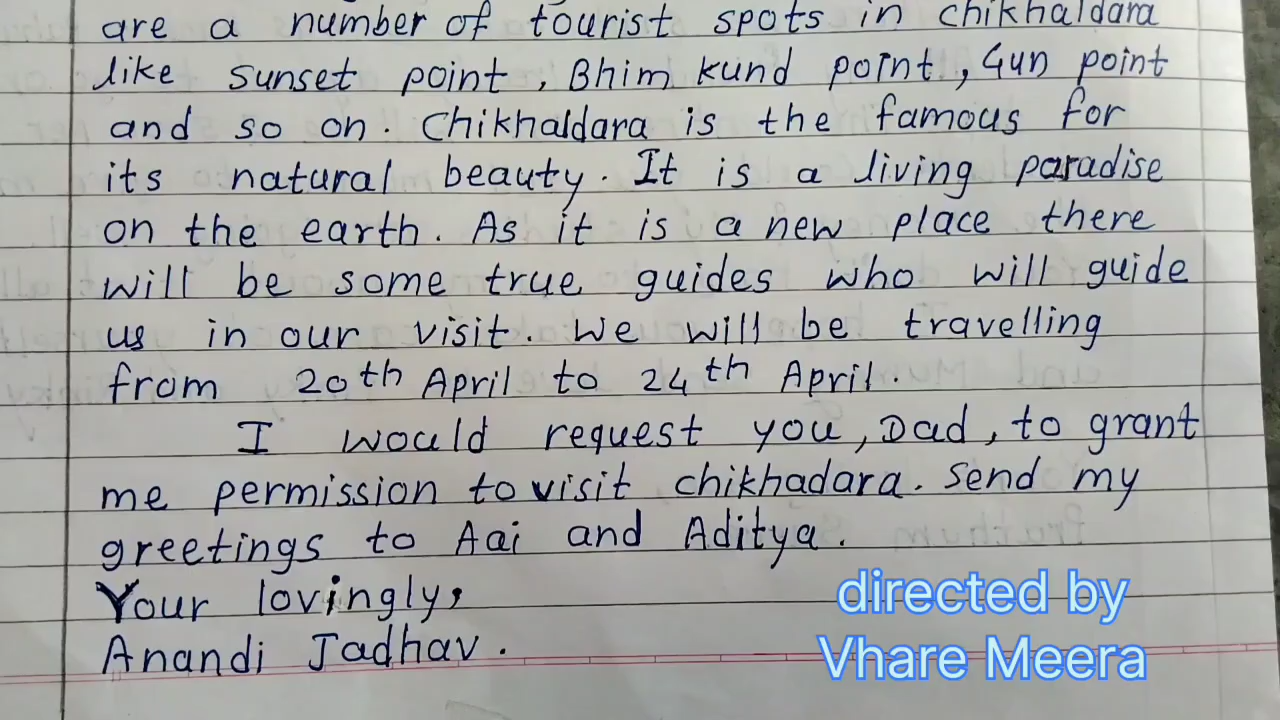 are a number of tourist spots in chikhaldara
like sunset point, Bhim kund point, Gun point
and so on. Chikhaldara is the famous for
its natural beauty. It is a living paradise
on the earth. As it is a new place there
will be some true guides who will guide
us in our visit. We will be travelling
from 20th April to 24th April.
I would request you, Dad, to grant
me permission to visit chikhadara. Send my
greetings to Aai and Aditya.
Your lovingly,
Anandi Jadhav.
directed by
Vhare Meera